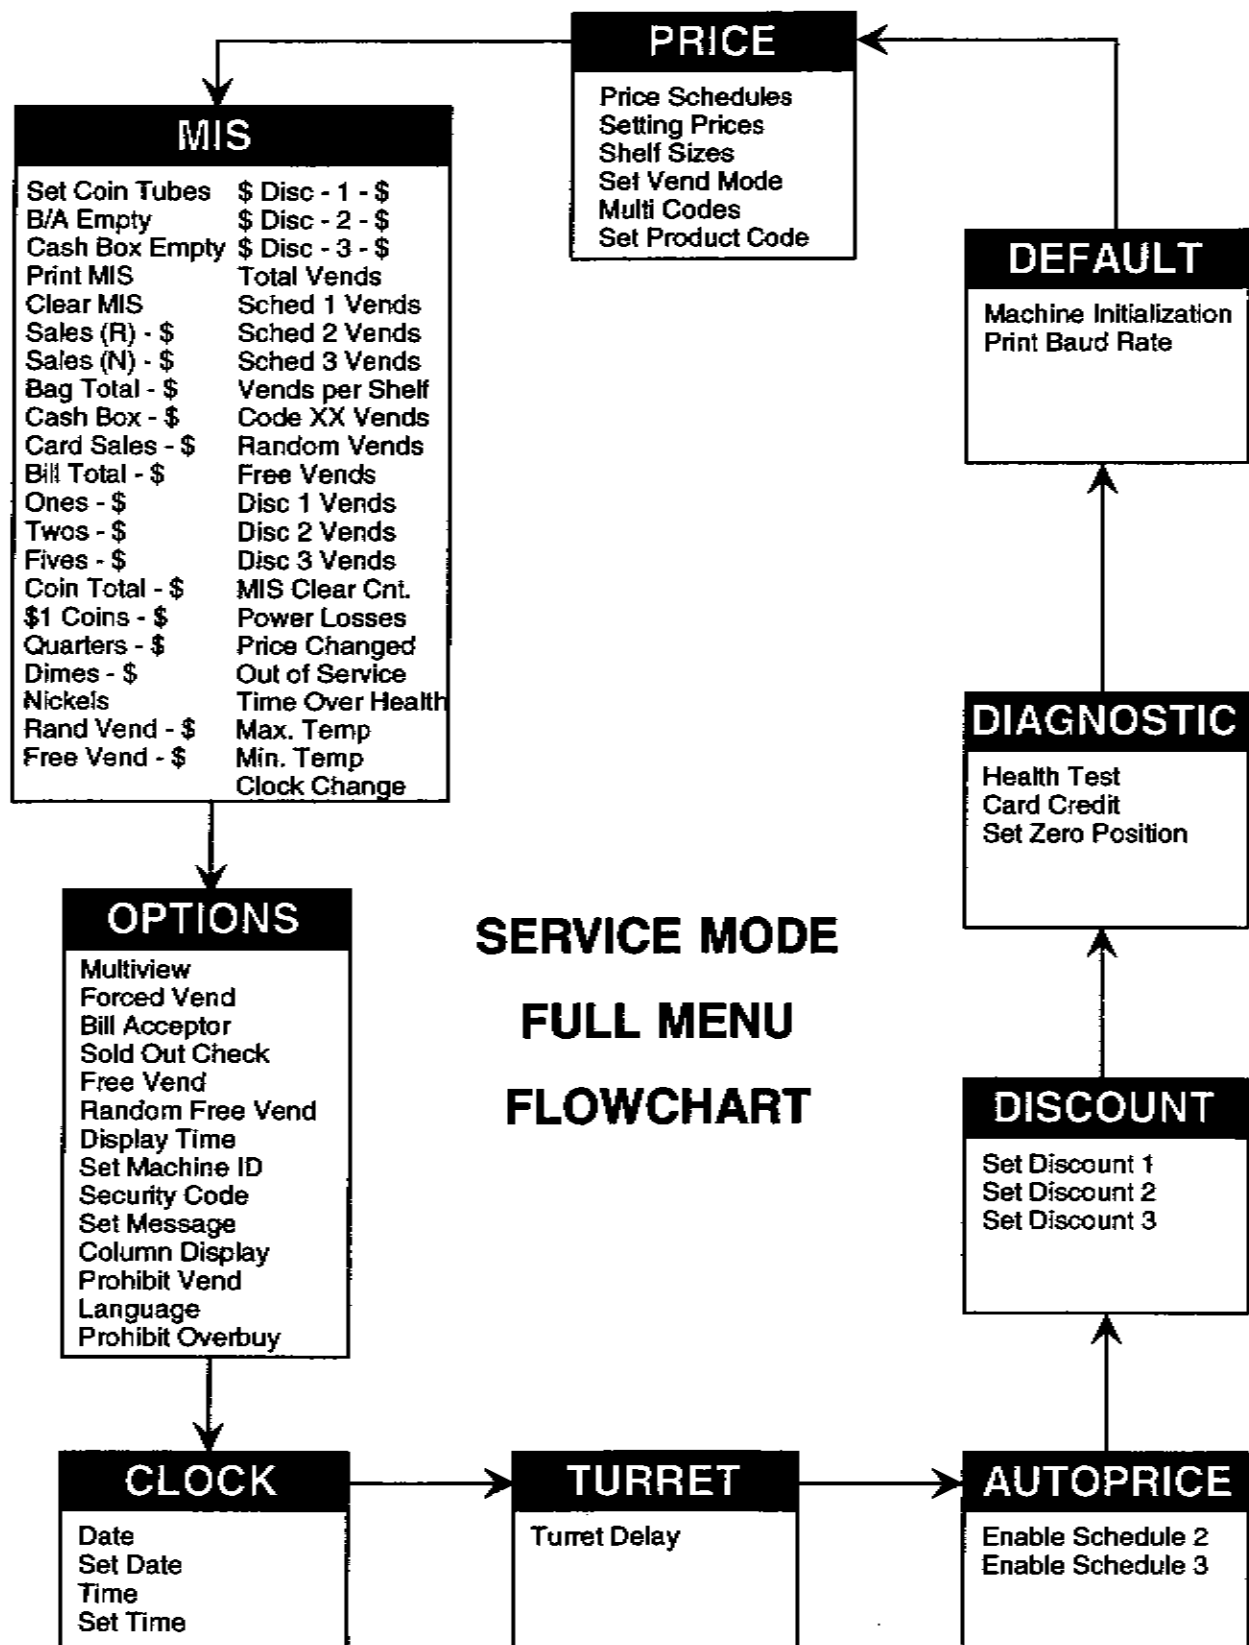 PRICE
Price Schedules
Setting Prices
Shelf Sizes
Set Vend Mode
Multi Codes
Set Product Code
MIS
Set Coin Tubes
B/A Empty
Cash Box Empty
Print MIS
Clear MIS
Sales (R) - $
Sales (N) - $
Bag Total - $
Cash Box - $
Card Sales - $
Bill Total - $
Ones - $
Twos - $
Fives - $
Coin Total - $
$1 Coins - $
Quarters - $
Dimes - $
Nickels
Rand Vend - $
Free Vend - $
$ Disc - 1 - $
$ Disc - 2 - $
$ Disc - 3 - $
Total Vends
Sched 1 Vends
Sched 2 Vends
Sched 3 Vends
Vends per Shelf
Code XX Vends
Random Vends
Free Vends
Disc 1 Vends
Disc 2 Vends
Disc 3 Vends
MIS Clear Cnt.
Power Losses
Price Changed
Out of Service
Time Over Health
Max. Temp
Min. Temp
Clock Change
DEFAULT
Machine Initialization
Print Baud Rate
DIAGNOSTIC
Health Test
Card Credit
Set Zero Position
OPTIONS
Multiview
Forced Vend
Bill Acceptor
Sold Out Check
Free Vend
Random Free Vend
Display Time
Set Machine ID
Security Code
Set Message
Column Display
Prohibit Vend
Language
Prohibit Overbuy
SERVICE MODE
FULL MENU
FLOWCHART
DISCOUNT
Set Discount 1
Set Discount 2
Set Discount 3
CLOCK
Date
Set Date
Time
Set Time
TURRET
Turret Delay
AUTOPRICE
Enable Schedule 2
Enable Schedule 3